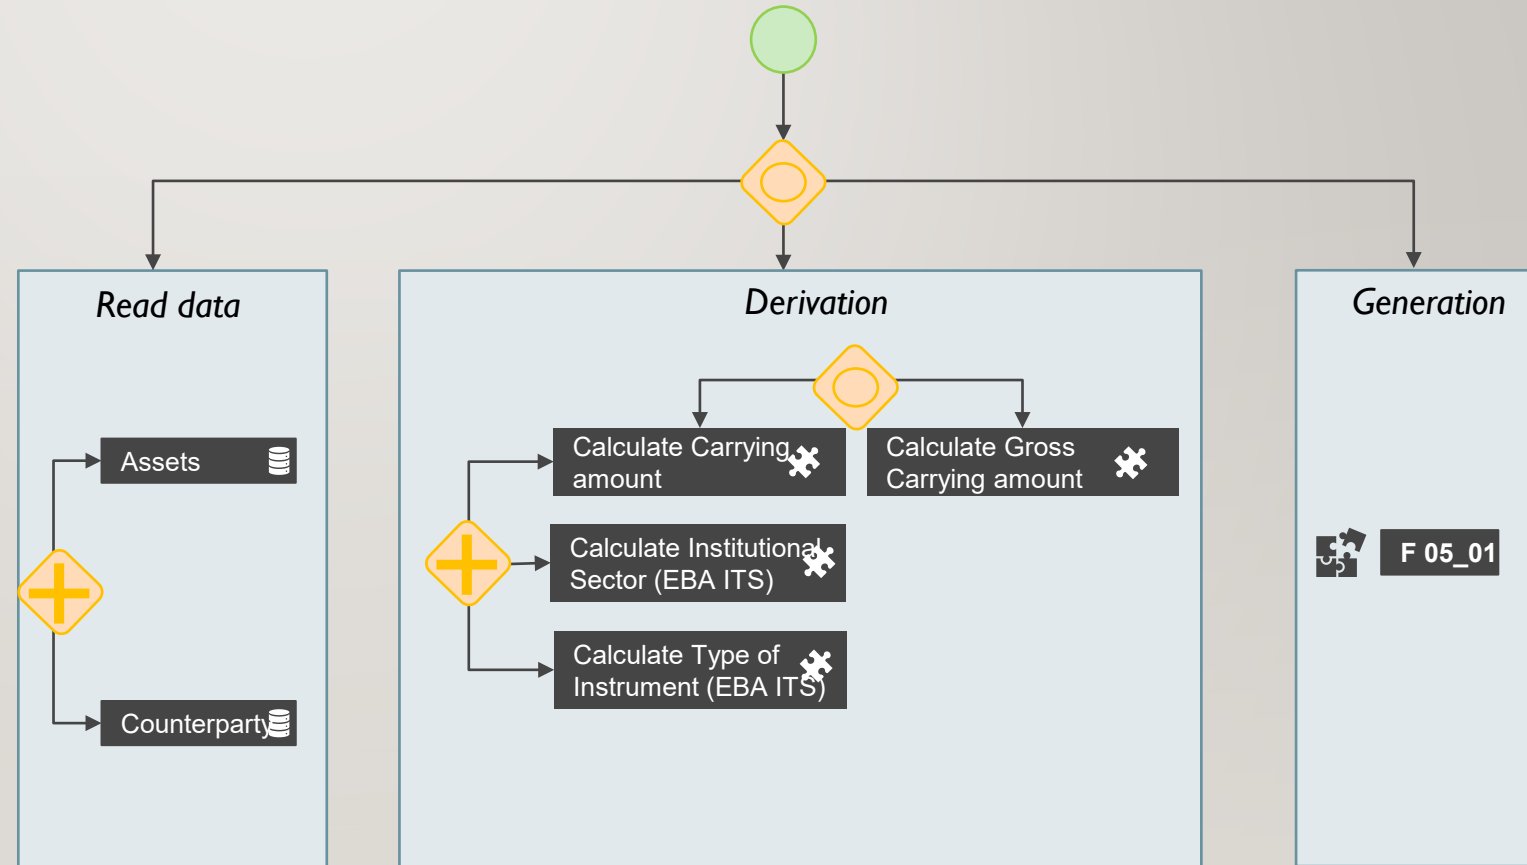 Read data
Derivation
Generation
Assets
Counterparty
Calculate Carrying
amount
Calculate Gross
Carrying amount
Calculate Institutional
Sector (EBA ITS)
Calculate Type of
Instrument (EBA ITS)
F 05_01